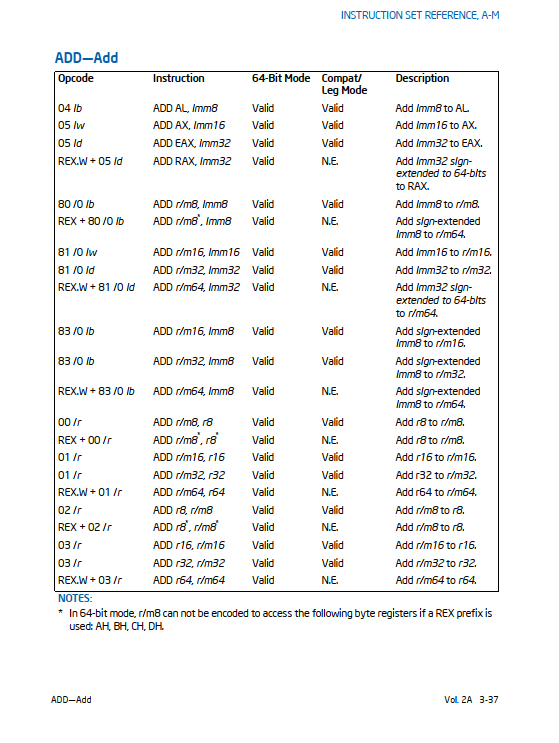 INSTRUCTION SET REFERENCE, A-M
ADD—Add
Opcode Instruction 64-Bit Mode Compat/ Description
Leg Mode
04 ib ADD AL, imm8 Valid Valid Add imm8 to AL.
05 iw ADD AX, imm16 Valid Valid Add imm16 to AX.
05 id ADD EAX, imm32 Valid Valid Add imm32 to EAX.
REX.W + 05 id ADD RAX, imm32 Valid N.E. Add imm32 sign-
extended to 64-bits
to RAX.
80 /0 ib ADD r/m8, imm8 Valid Valid Add imm8 to r/m8.
REX + 80 /0 ib ADD r/m8*, imm8 Valid N.E. Add sign-extended
imm8 to r/m64.
81 /0 iw ADD r/m16, imm16 Valid Valid Add imm16 to r/m16.
81 /0 id ADD r/m32, imm32 Valid Valid Add imm32 to r/m32.
REX.W + 81 /0 id ADD r/m64, imm32 Valid N.E. Add imm32 sign-
extended to 64-bits
to r/m64.
83 /0 ib ADD r/m16, imm8 Valid Valid Add sign-extended
imm8 to r/m16.
83 /0 ib ADD r/m32, imm8 Valid Valid Add sign-extended
imm8 to r/m32.
REX.W + 83 /0 ib ADD r/m64, imm8 Valid N.E. Add sign-extended
imm8 to r/m64.
00 /r ADD r/m8, r8 Valid Valid Add r8 to r/m8.
REX + 00 /r ADD r/m8*, r8* Valid N.E. Add r8 to r/m8.
01 /r ADD r/m16, r16 Valid Valid Add r16 to r/m16.
01 /r ADD r/m32, r32 Valid Valid Add r32 to r/m32.
REX.W + 01 /r ADD r/m64, r64 Valid N.E. Add r64 to r/m64.
02 /r ADD r8, r/m8 Valid Valid Add r/m8 to r8.
REX + 02 /r ADD r8*, r/m8* Valid N.E. Add r/m8 to r8.
03 /r ADD r16, r/m16 Valid Valid Add r/m16 to r16.
03 /r ADD r32, r/m32 Valid Valid Add r/m32 to r32.
REX.W + 03 /r ADD r64, r/m64 Valid N.E. Add r/m64 to r64.
NOTES:
* In 64-bit mode, r/m8 can not be encoded to access the following byte registers if a REX prefix is
used: AH, BH, CH, DH.
ADD—Add Vol. 2A 3-37